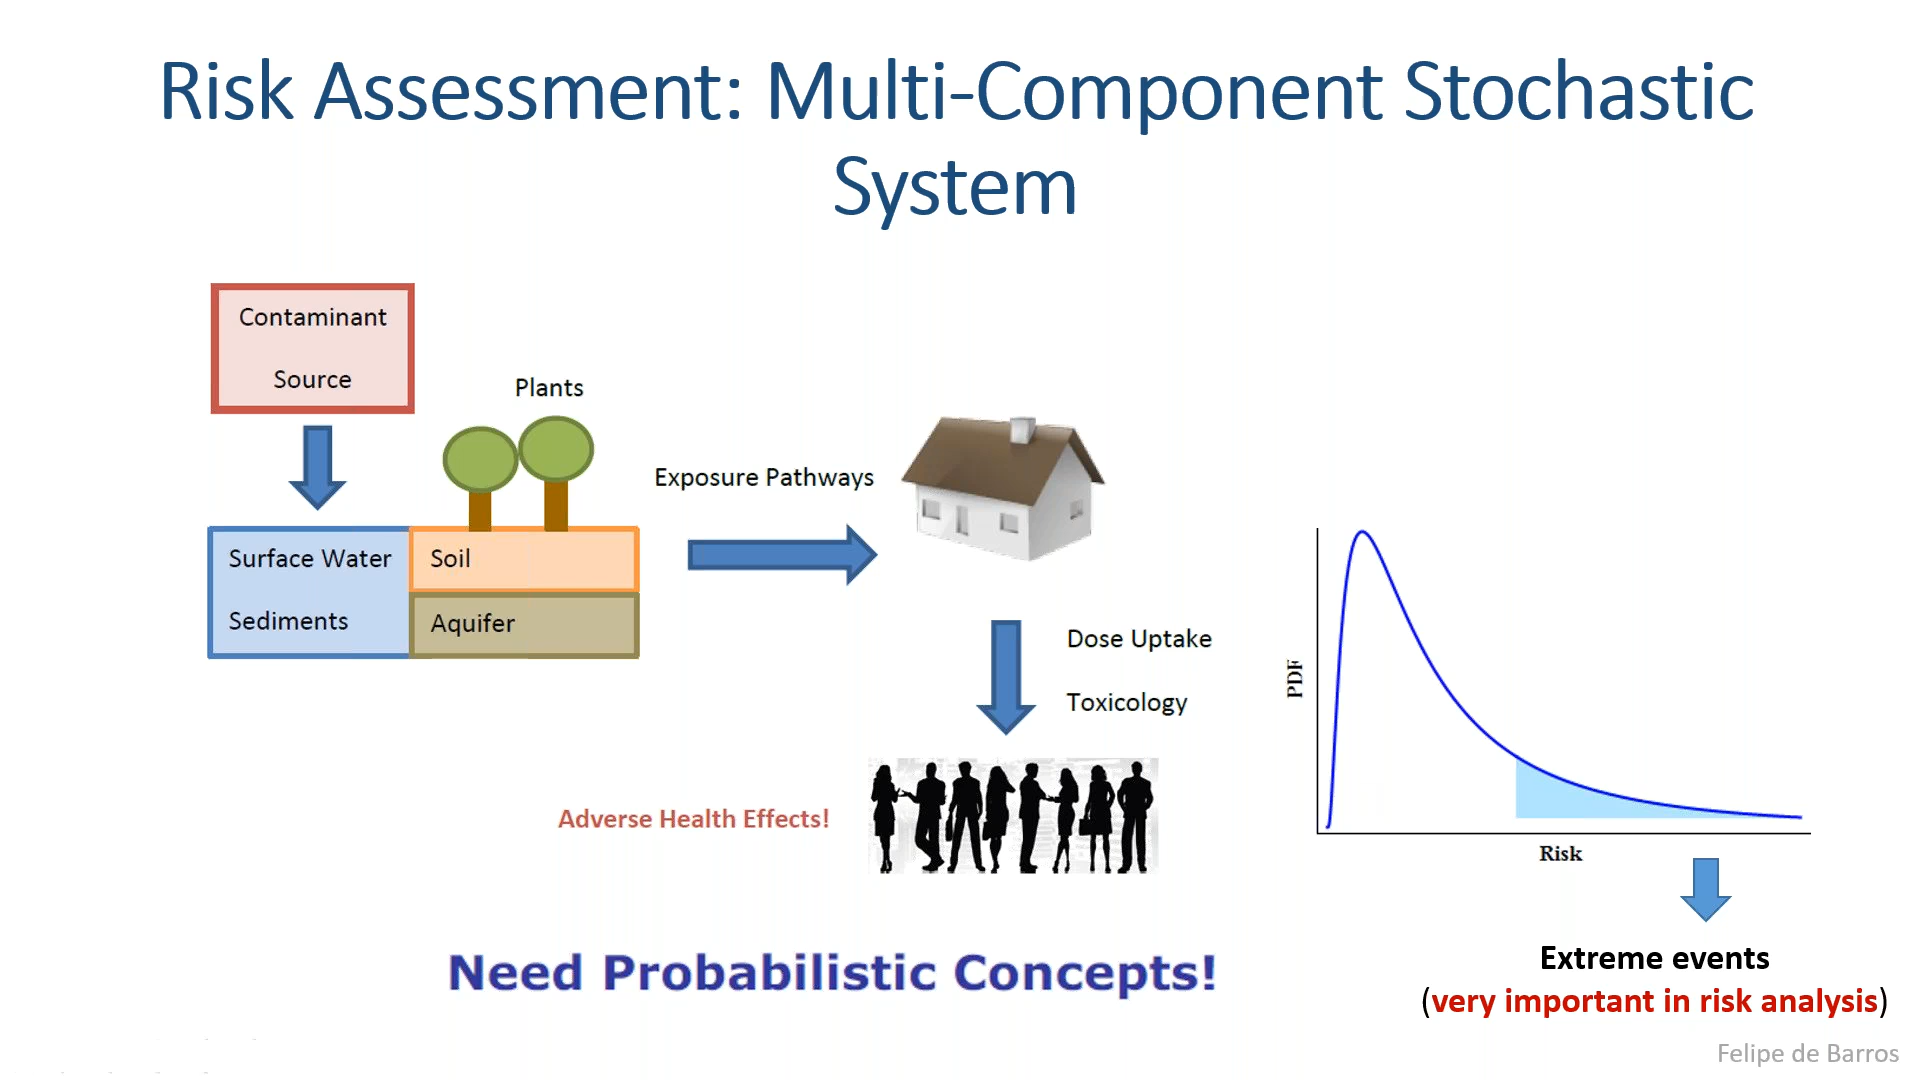 Risk Assessment: Multi-Component Stochastic
System
Contaminant
Source
Plants
Exposure Pathways
Surface Water
Sediments
Soil
Aquifer
Dose Uptake
Toxicology
Adverse Health Effects!
PDF
Risk
Need Probabilistic Concepts!
Extreme events
(very important in risk analysis)
Felipe de Barros